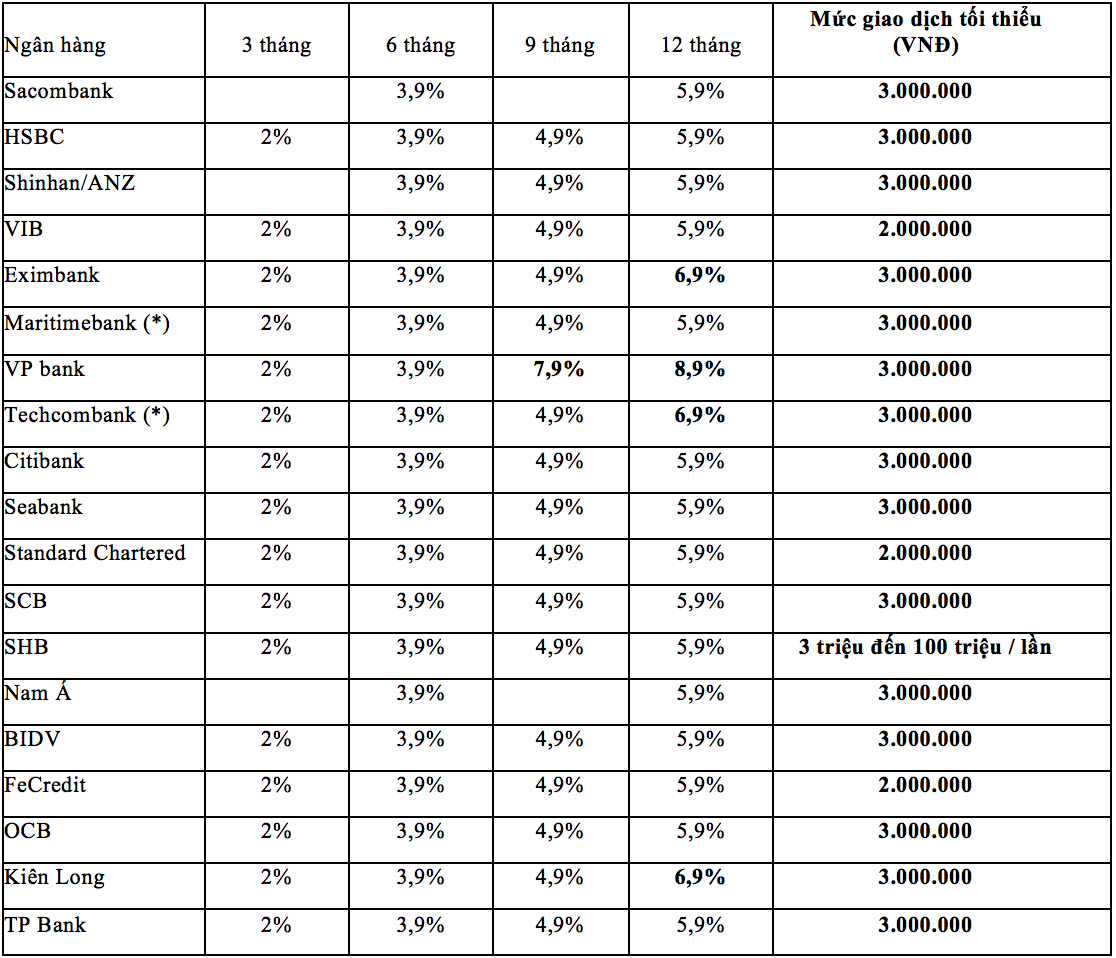 Ngân hàng 3 tháng 6 tháng 9 tháng 12 tháng Mức giao dịch tối thiểu
(VNĐ)
Sacombank 3,9% 5,9% 3.000.000
HSBC 2% 3,9% 4,9% 5,9% 3.000.000
Shinhan/ANZ 3,9% 4,9% 5,9% 3.000.000
VIB 2% 3,9% 4,9% 5,9% 2.000.000
Eximbank 2% 3,9% 4,9% 6,9% 3.000.000
Maritimebank (*) 2% 3,9% 4,9% 5,9% 3.000.000
VP bank 2% 3,9% 7,9% 8,9% 3.000.000
Techcombank (*) 2% 3,9% 4,9% 6,9% 3.000.000
Citibank 2% 3,9% 4,9% 5,9% 3.000.000
Seabank 2% 3,9% 4,9% 5,9% 3.000.000
Standard Chartered 2% 3,9% 4,9% 5,9% 2.000.000
SCB 2% 3,9% 4,9% 5,9% 3.000.000
SHB 2% 3,9% 4,9% 5,9% 3 triệu đến 100 triệu / lần
Nam Á 3,9% 5,9% 3.000.000
BIDV 2% 3,9% 4,9% 5,9% 3.000.000
FeCredit 2% 3,9% 4,9% 5,9% 2.000.000
OCB 2% 3,9% 4,9% 5,9% 3.000.000
Kiên Long 2% 3,9% 4,9% 6,9% 3.000.000
TP Bank 2% 3,9% 4,9% 5,9% 3.000.000